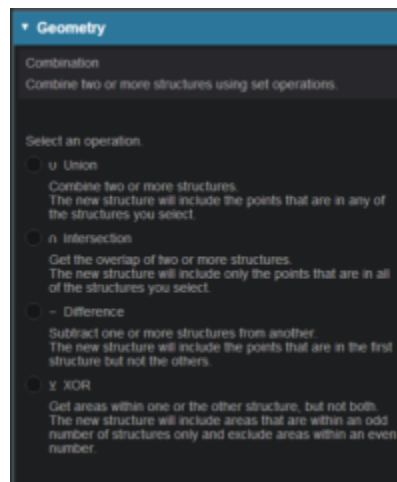 ▼ Geometry
Combination
Combine two or more structures using set operations.
Select an operation.
∪ Union
Combine two or more structures.
The new structure will include the points that are in any of
the structures you select.
∩ Intersection
Get the overlap of two or more structures.
The new structure will include only the points that are in all
of the structures you select.
− Difference
Subtract one or more structures from another.
The new structure will include the points that are in the first
structure but not the others.
⊻ XOR
Get areas within one or the other structure, but not both.
The new structure will include areas that are within an odd
number of structures only and exclude areas within an even
number.